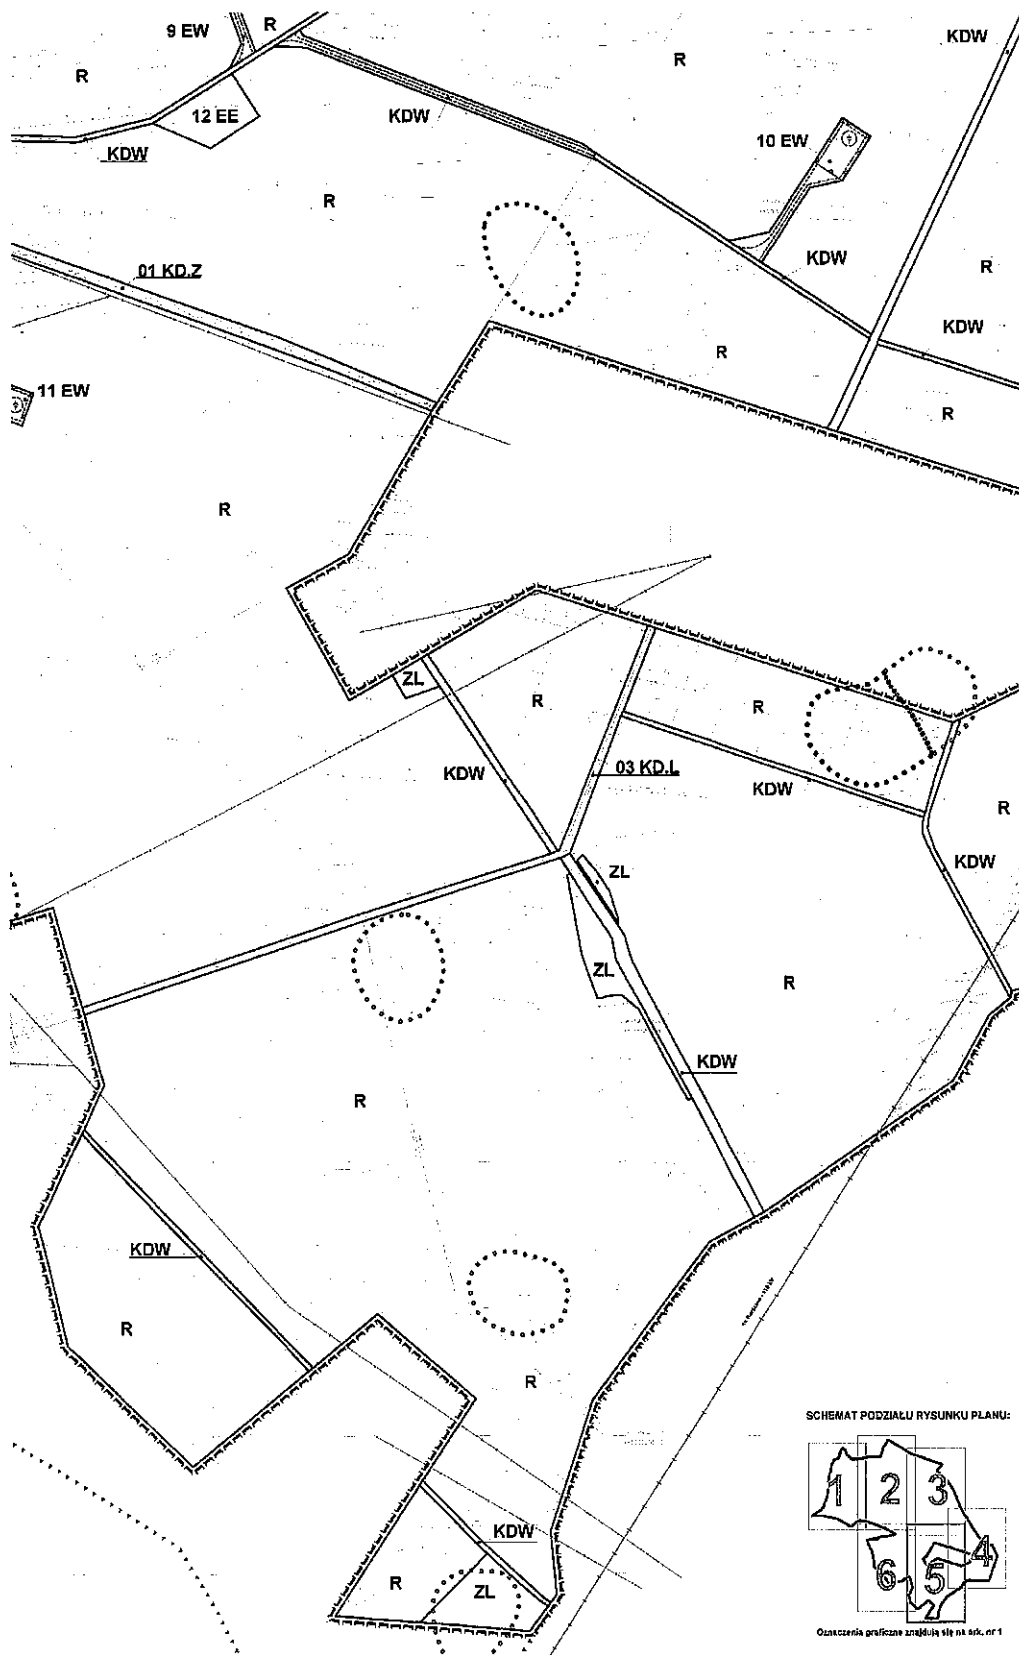 9 EW
R
KDW
R
R
12 EE
KDW
10 EW
KDW
R
KDW
R
01 KD.Z
KDW
R
11 EW
R
R
ZL
R
R
KDW
03 KD.L
KDW
R
ZL
KDW
ZL
R
KDW
R
KDW
R
R
SCHEMAT PODZIAŁU RYSUNKU PLANU:
1
2
3
4
5
6
KDW
R
ZL
Oznaczenia graficzne znajdują się na ark. nr 1